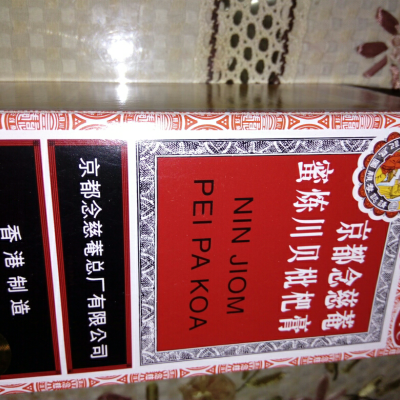 京都念慈菴
蜜炼川贝枇杷膏
NIN JIOM
PEI PA KOA
京都念慈菴总厂有限公司
香港制造